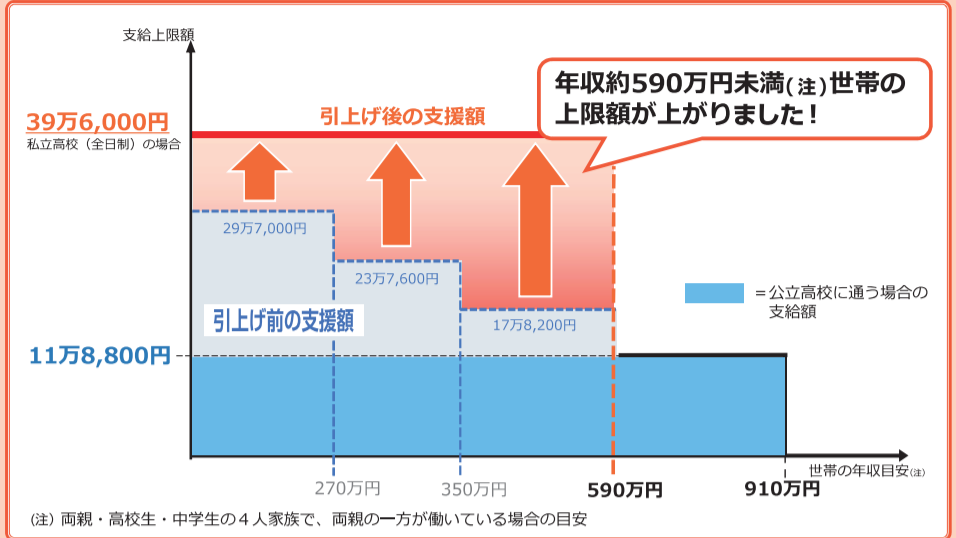 支給上限額
年収約590万円未満(注)世帯の
上限額が上がりました!
39万6,000円
私立高校(全日制)の場合
引上げ後の支援額
29万7,000円
23万7,600円
17万8,200円
引上げ前の支援額
=公立高校に通う場合の
支給額
11万8,800円
世帯の年収目安(注)
270万円
350万円
590万円
910万円
(注)両親・高校生・中学生の4人家族で、両親の一方が働いている場合の目安